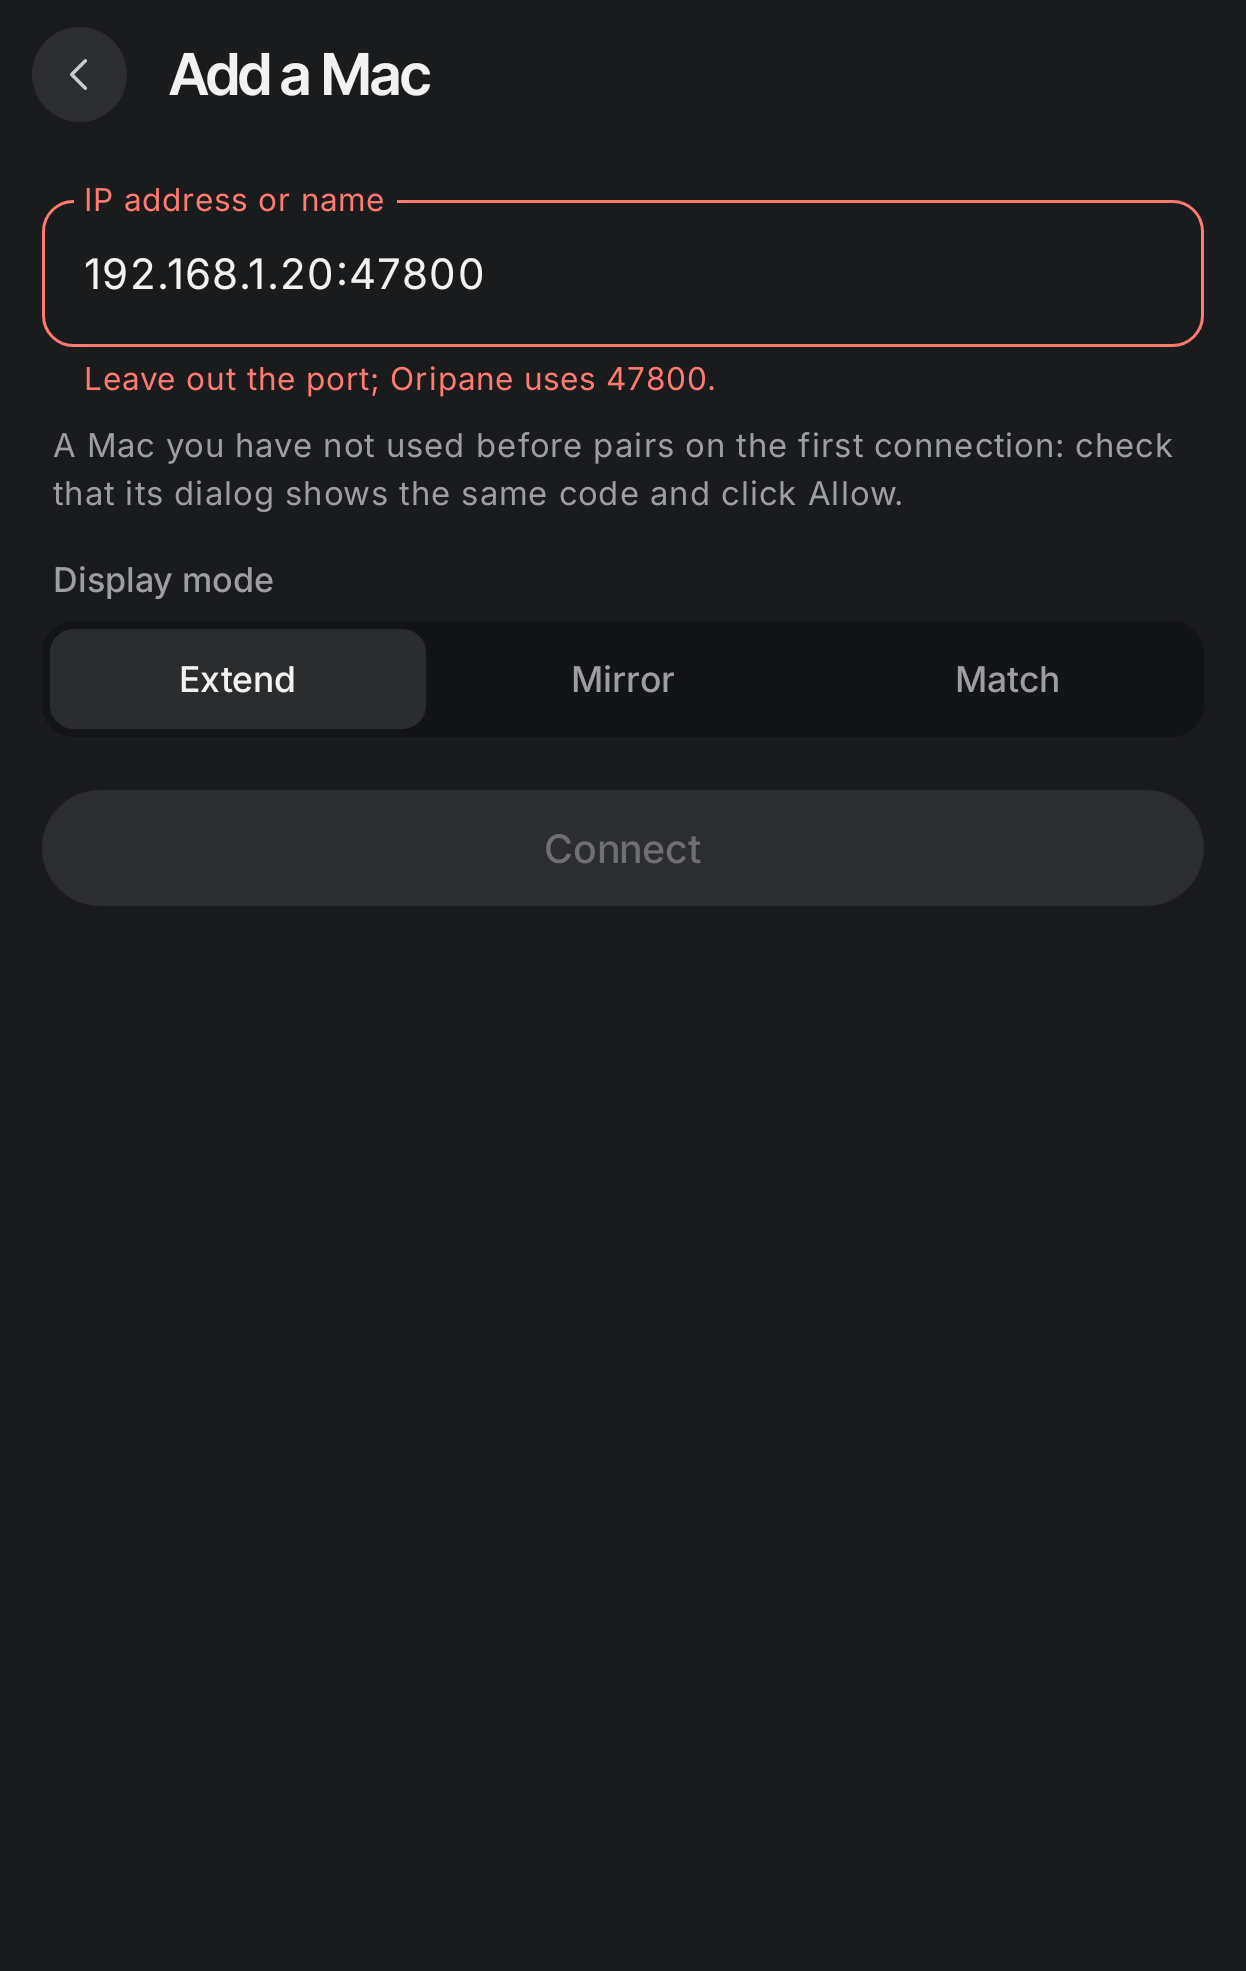 Add a Mac
IP address or name
192.168.1.20:47800
Leave out the port; Oripane uses 47800.
A Mac you have not used before pairs on the first connection: check
that its dialog shows the same code and click Allow.
Display mode
Extend Mirror Match
Connect